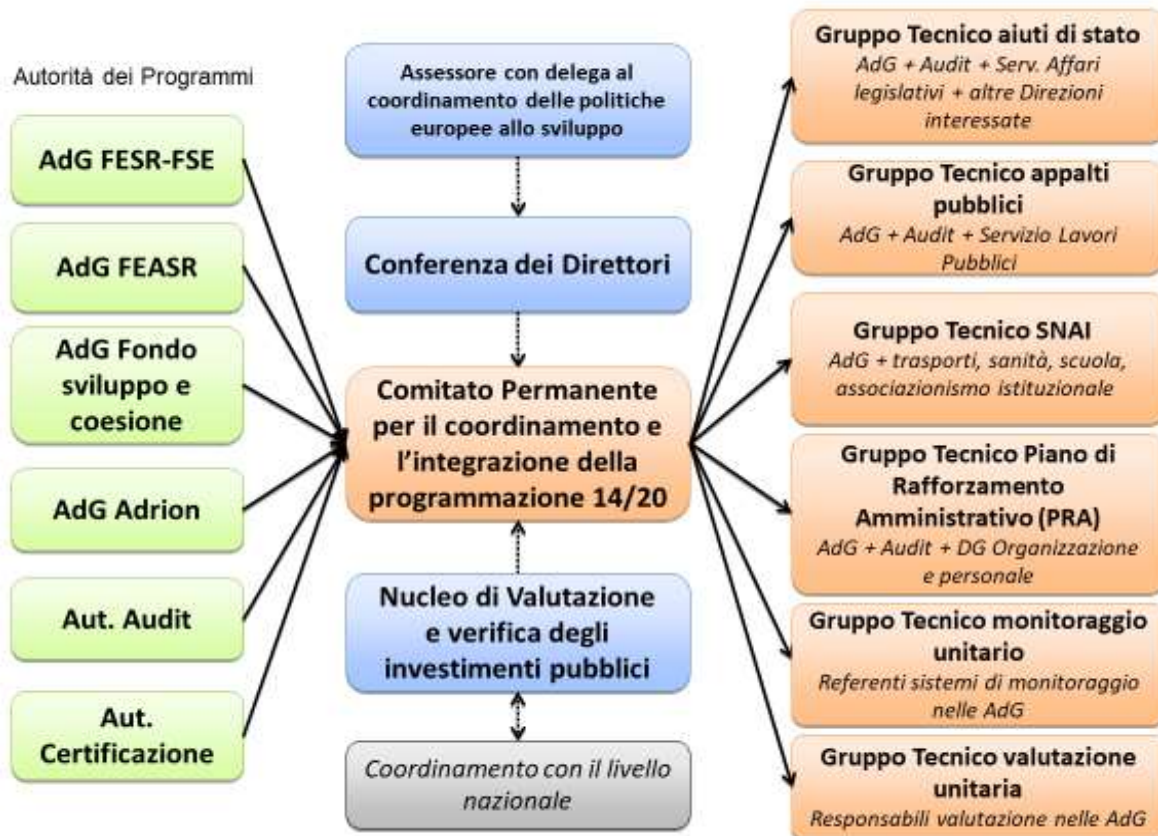 Autorità dei Programmi
AdG FESR-FSE
AdG FEASR
AdG Fondo
sviluppo e
coesione
AdG Adrion
Aut. Audit
Aut.
Certificazione
Assessore con delega al
coordinamento delle politiche
europee allo sviluppo
Conferenza dei Direttori
Comitato Permanente
per il coordinamento e
l'integrazione della
programmazione 14/20
Nucleo di Valutazione
e verifica degli
investimenti pubblici
Coordinamento con il livello
nazionale
Gruppo Tecnico aiuti di stato
AdG + Audit + Serv. Affari
legislativi + altre Direzioni
interessate
Gruppo Tecnico appalti
pubblici
AdG + Audit + Servizio Lavori
Pubblici
Gruppo Tecnico SNAI
AdG + trasporti, sanità, scuola,
associazionismo istituzionale
Gruppo Tecnico Piano di
Rafforzamento
Amministrativo (PRA)
AdG + Audit + DG Organizzazione
e personale
Gruppo Tecnico monitoraggio
unitario
Referenti sistemi di monitoraggio
nelle AdG
Gruppo Tecnico valutazione
unitaria
Responsabili valutazione nelle AdG